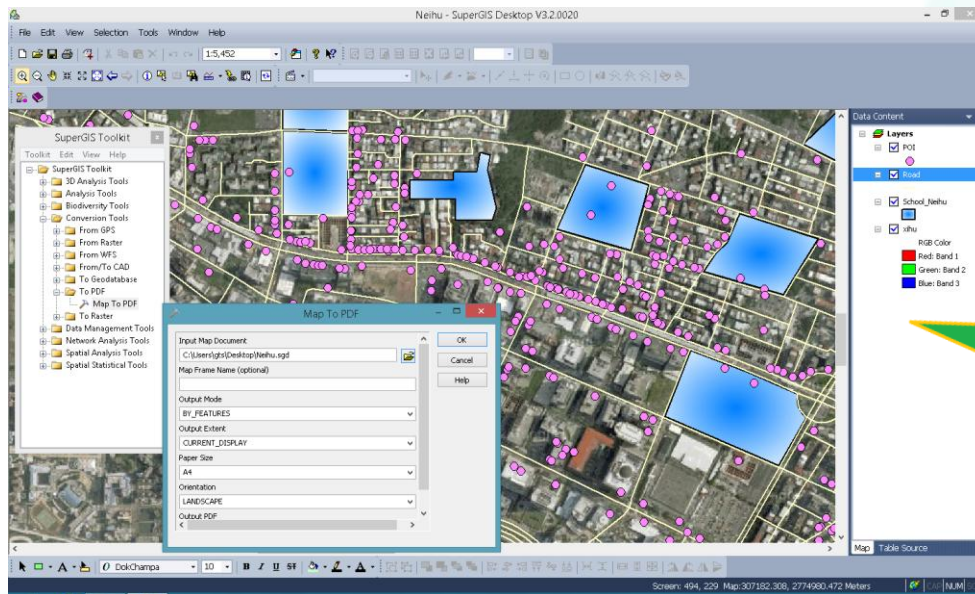 Neihu - SuperGIS Desktop V3.2.0020
File Edit View Selection Tools Window Help
1:5,452
SuperGIS Toolkit
Toolkit Edit View Help
SuperGIS Toolkit
3D Analysis Tools
Analysis Tools
Biodiversity Tools
Conversion Tools
From GPS
From Raster
From WFS
From/To CAD
To Geodatabase
To PDF
Map To PDF
To Raster
Data Management Tools
Network Analysis Tools
Spatial Analysis Tools
Spatial Statistical Tools
Map To PDF
Input Map Document
C:\Users\gts\Desktop\Neihu.sgd
Map Frame Name (optional)
Output Mode
BY_FEATURES
Output Extent
CURRENT_DISPLAY
Paper Size
A4
Orientation
LANDSCAPE
Output PDF
OK
Cancel
Help
Data Content
Layers
POI
Road
School_Neihu
xihu
RGB Color
Red: Band 1
Green: Band 2
Blue: Band 3
Map Table Source
DokChampa 10 B I U
Screen: 494, 229 Map:307182.308, 2774980.472 Meters CAP NUM